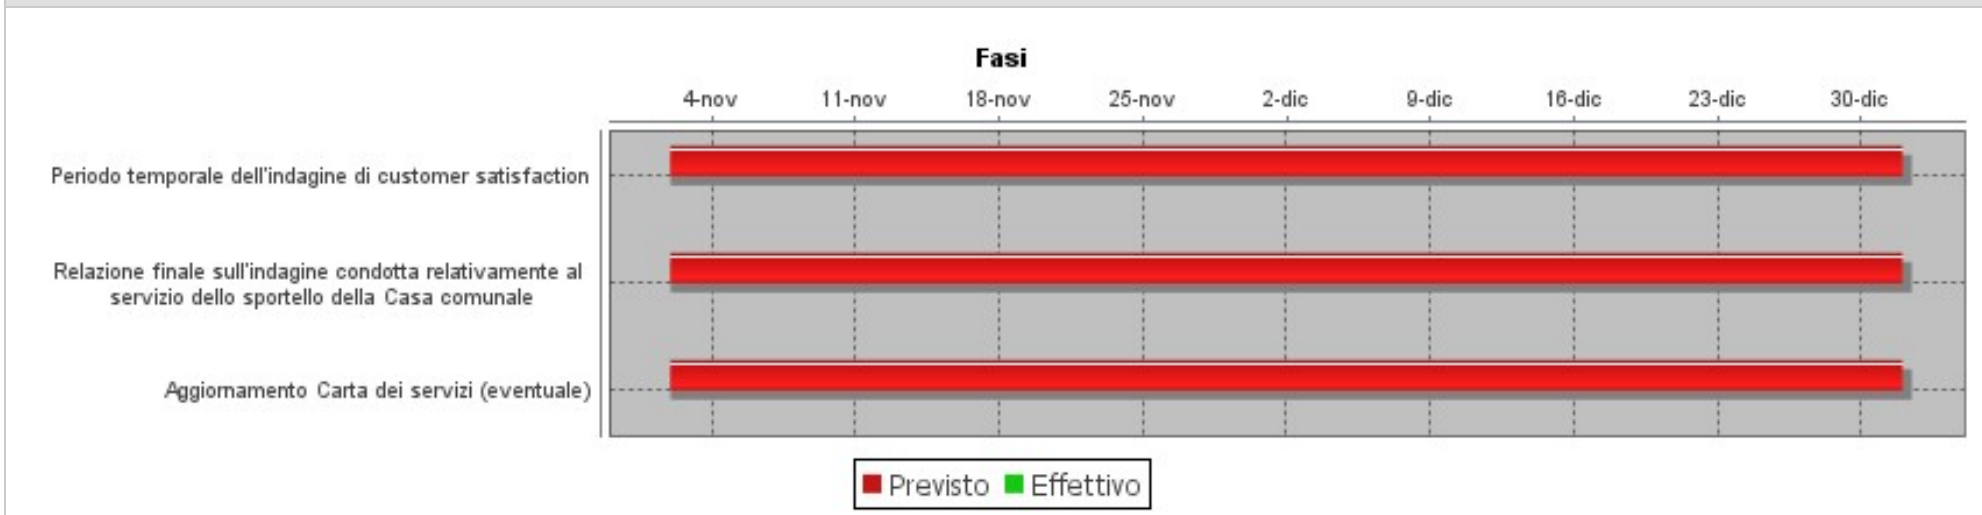 Fasi
4-nov 11-nov 18-nov 25-nov 2-dic 9-dic 16-dic 23-dic 30-dic
Periodo temporale dell'indagine di customer satisfaction
Relazione finale sull'indagine condotta relativamente al
servizio dello sportello della Casa comunale
Aggiornamento Carta dei servizi (eventuale)
Previsto Effettivo